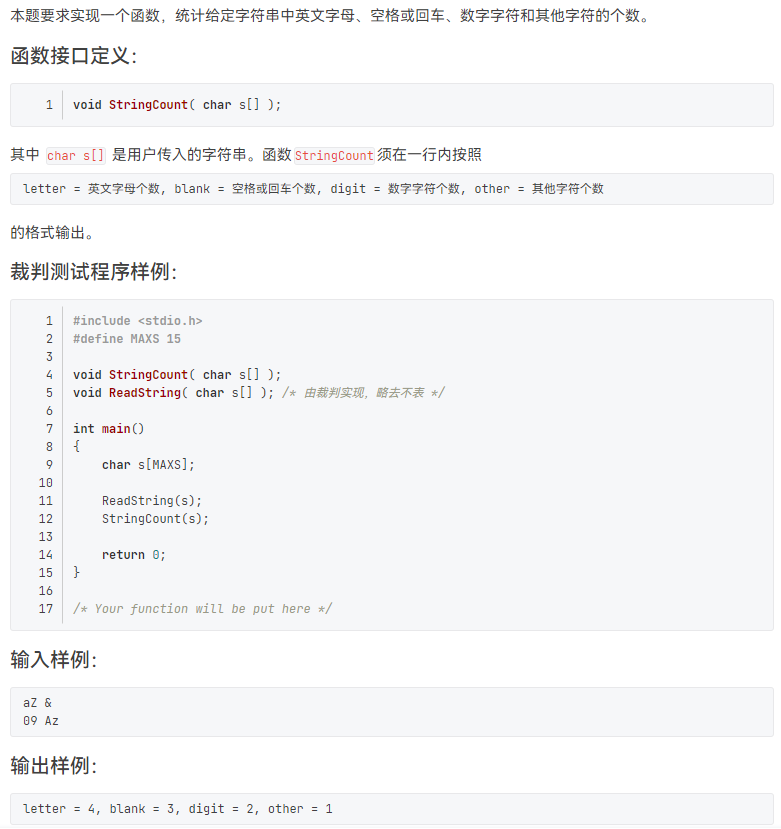 本题要求实现一个函数，统计给定字符串中英文字母、空格或回车、数字字符和其他字符的个数。
函数接口定义：
1 void StringCount( char s[] );
其中 char s[] 是用户传入的字符串。函数StringCount须在一行内按照
letter = 英文字母个数, blank = 空格或回车个数, digit = 数字字符个数, other = 其他字符个数
的格式输出。
裁判测试程序样例：
1 #include <stdio.h>
2 #define MAXS 15
3
4 void StringCount( char s[] );
5 void ReadString( char s[] ); /* 由裁判实现，略去不表 */
6
7 int main()
8 {
9     char s[MAXS];
10
11     ReadString(s);
12     StringCount(s);
13
14     return 0;
15 }
16
17 /* Your function will be put here */
输入样例：
aZ &
09 Az
输出样例：
letter = 4, blank = 3, digit = 2, other = 1